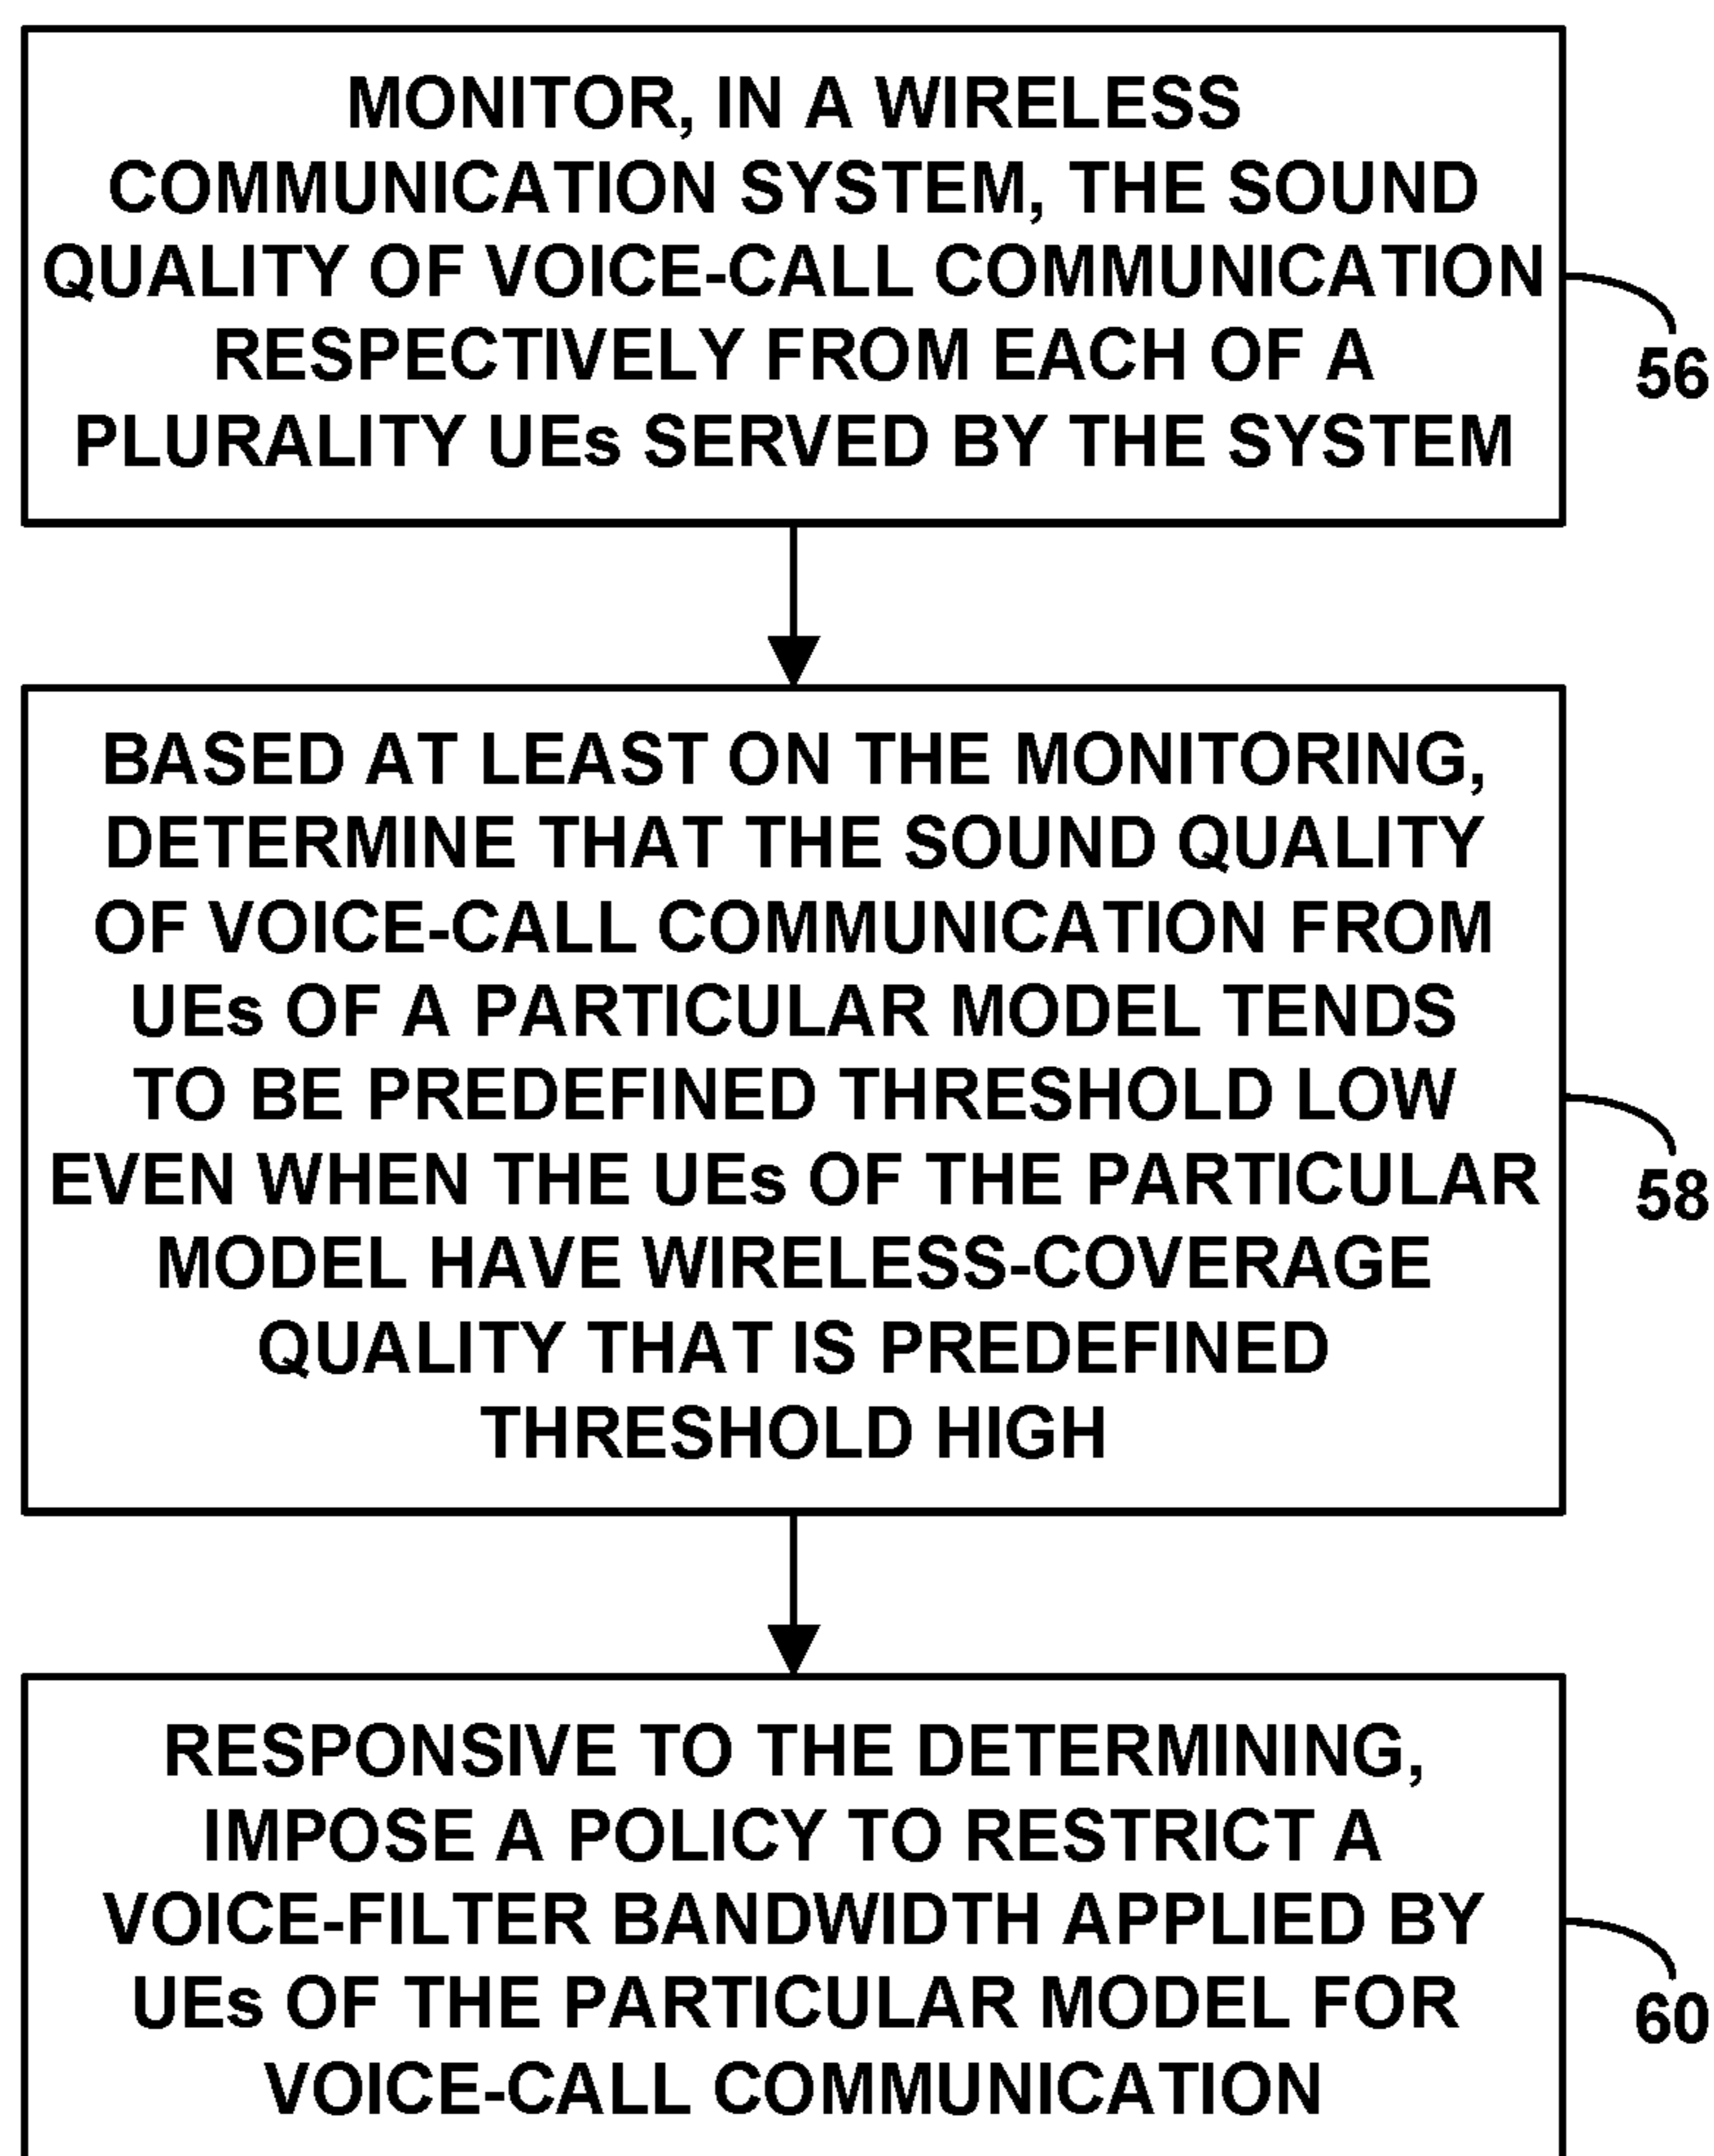 MONITOR, IN A WIRELESS
COMMUNICATION SYSTEM, THE SOUND
QUALITY OF VOICE-CALL COMMUNICATION
RESPECTIVELY FROM EACH OF A
PLURALITY UEs SERVED BY THE SYSTEM
56
BASED AT LEAST ON THE MONITORING,
DETERMINE THAT THE SOUND QUALITY
OF VOICE-CALL COMMUNICATION FROM
UEs OF A PARTICULAR MODEL TENDS
TO BE PREDEFINED THRESHOLD LOW
EVEN WHEN THE UEs OF THE PARTICULAR
MODEL HAVE WIRELESS-COVERAGE
QUALITY THAT IS PREDEFINED
THRESHOLD HIGH
58
RESPONSIVE TO THE DETERMINING,
IMPOSE A POLICY TO RESTRICT A
VOICE-FILTER BANDWIDTH APPLIED BY
UEs OF THE PARTICULAR MODEL FOR
VOICE-CALL COMMUNICATION
60